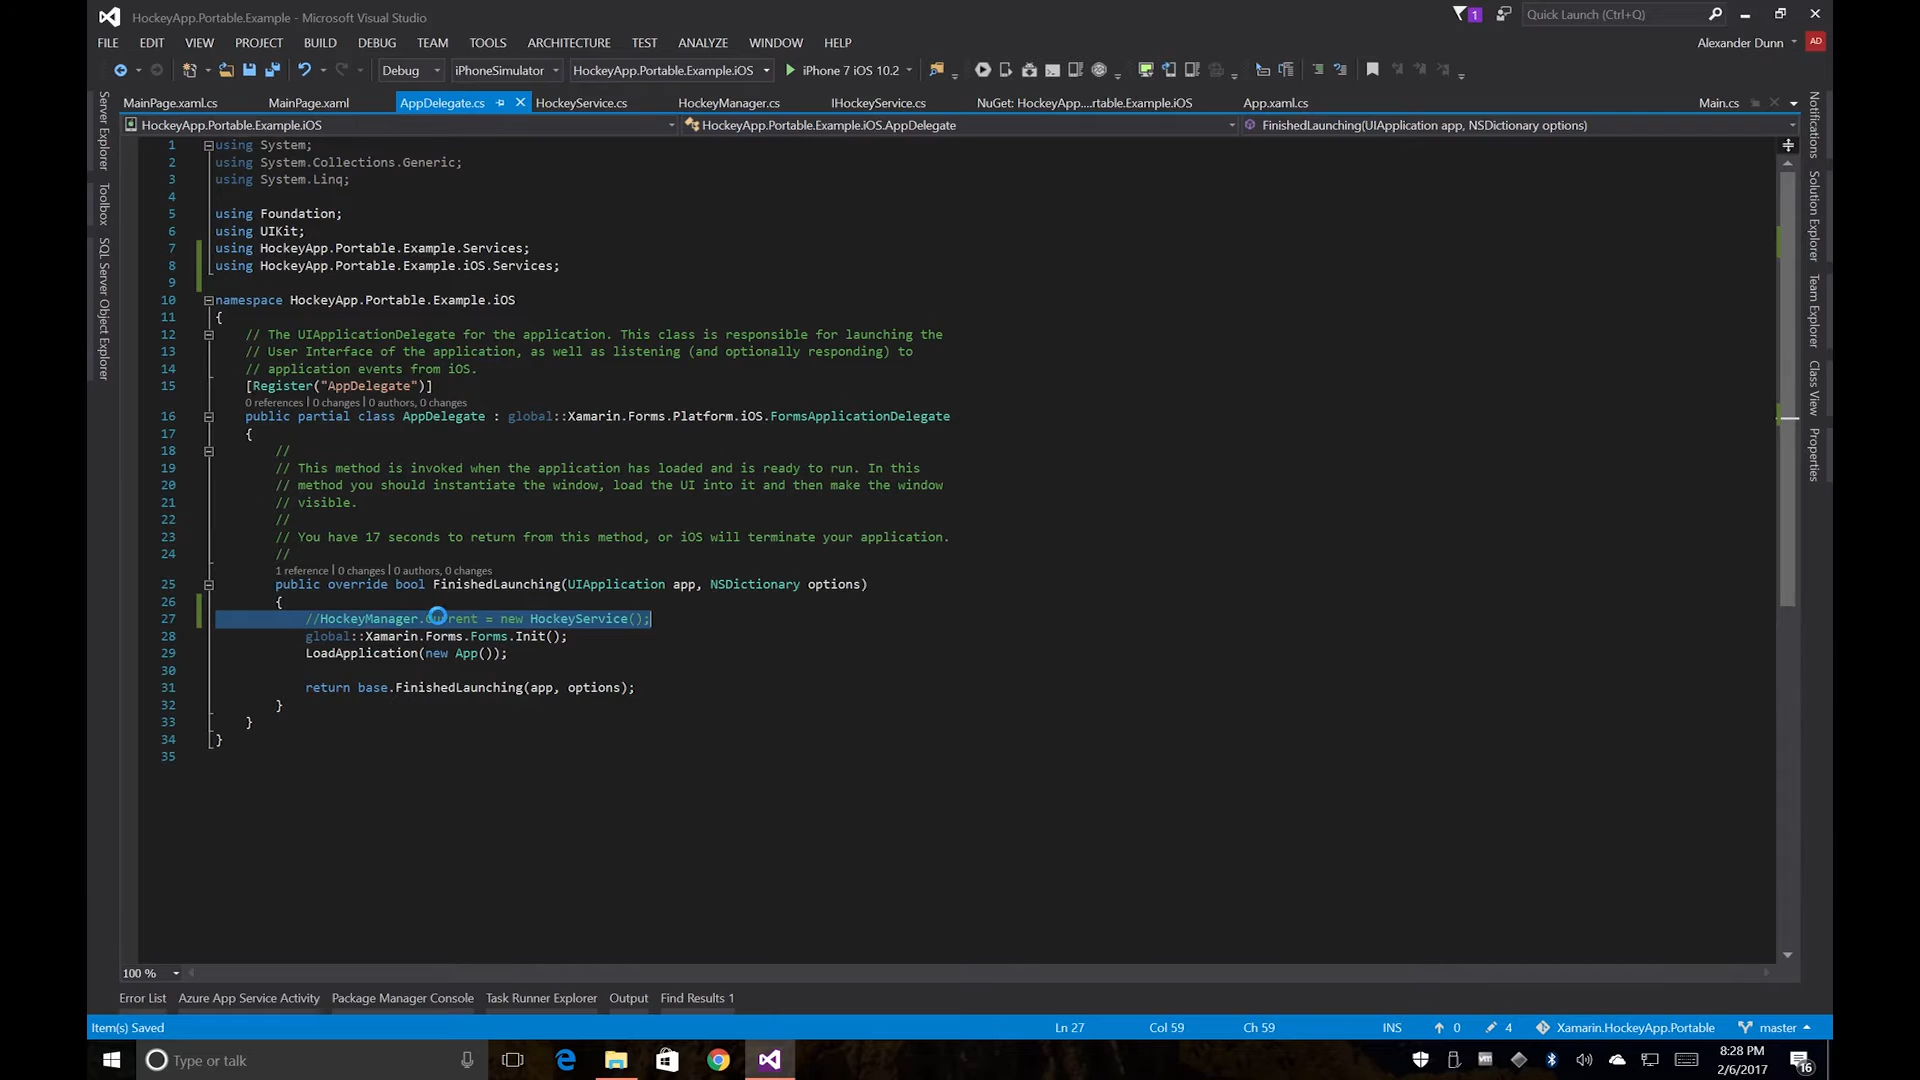 HockeyApp.Portable.Example - Microsoft Visual Studio
1
Quick Launch (Ctrl+Q)
FILE EDIT VIEW PROJECT BUILD DEBUG TEAM TOOLS ARCHITECTURE TEST ANALYZE WINDOW HELP
Alexander Dunn AD
Debug iPhoneSimulator HockeyApp.Portable.Example.iOS iPhone 7 iOS 10.2
MainPage.xaml.cs MainPage.xaml AppDelegate.cs HockeyService.cs HockeyManager.cs IHockeyService.cs NuGet: HockeyApp....rtable.Example.iOS App.xaml.cs Main.cs
HockeyApp.Portable.Example.iOS HockeyApp.Portable.Example.iOS.AppDelegate FinishedLaunching(UIApplication app, NSDictionary options)
Server Explorer
Toolbox
SQL Server Object Explorer
1 using System;
2 using System.Collections.Generic;
3 using System.Linq;
4
5 using Foundation;
6 using UIKit;
7 using HockeyApp.Portable.Example.Services;
8 using HockeyApp.Portable.Example.iOS.Services;
9
10 namespace HockeyApp.Portable.Example.iOS
11 {
12 // The UIApplicationDelegate for the application. This class is responsible for launching the
13 // User Interface of the application, as well as listening (and optionally responding) to
14 // application events from iOS.
15 [Register("AppDelegate")]
0 references | 0 changes | 0 authors, 0 changes
16 public partial class AppDelegate : global::Xamarin.Forms.Platform.iOS.FormsApplicationDelegate
17 {
18 //
19 // This method is invoked when the application has loaded and is ready to run. In this
20 // method you should instantiate the window, load the UI into it and then make the window
21 // visible.
22 //
23 // You have 17 seconds to return from this method, or iOS will terminate your application.
24 //
1 reference | 0 changes | 0 authors, 0 changes
25 public override bool FinishedLaunching(UIApplication app, NSDictionary options)
26 {
27 //HockeyManager.Current = new HockeyService();
28 global::Xamarin.Forms.Forms.Init();
29 LoadApplication(new App());
30
31 return base.FinishedLaunching(app, options);
32 }
33 }
34 }
35
Notifications
Solution Explorer
Team Explorer
Class View
Properties
100 %
Error List Azure App Service Activity Package Manager Console Task Runner Explorer Output Find Results 1
Item(s) Saved Ln 27 Col 59 Ch 59 INS 0 4 Xamarin.HockeyApp.Portable master
Type or talk
8:28 PM
2/6/2017
16